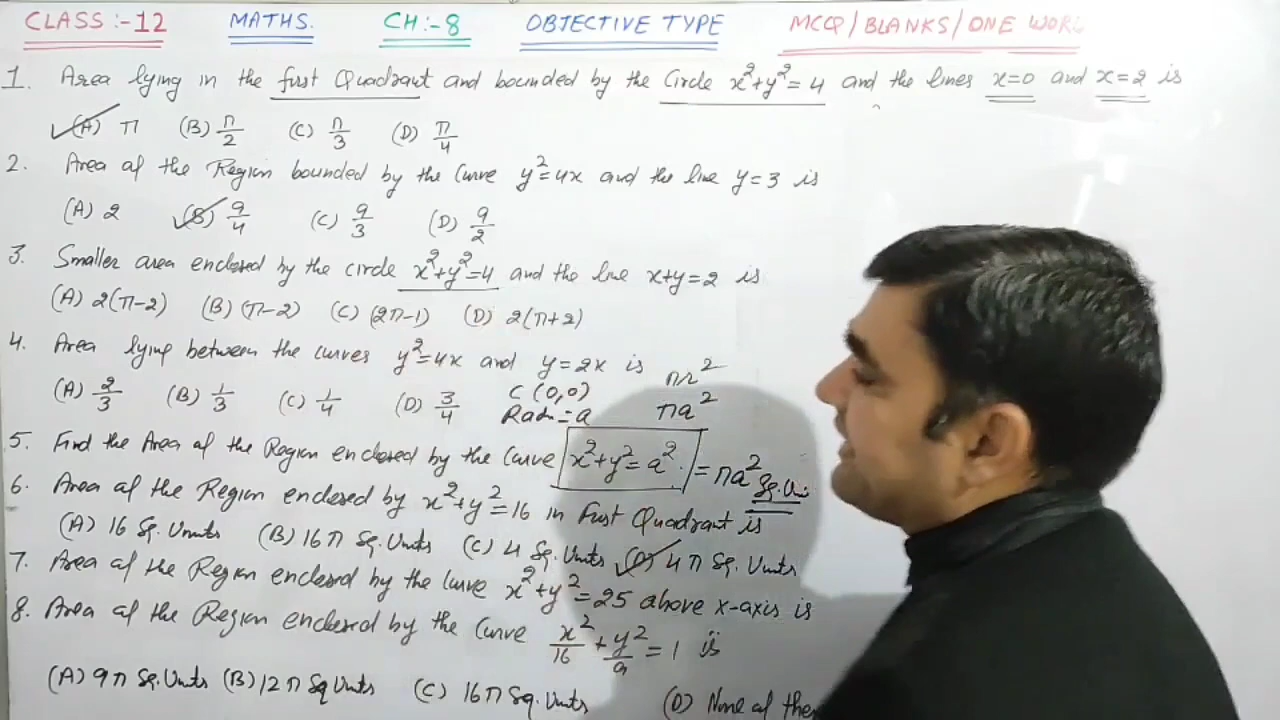 CLASS :- 12 MATHS. CH:-8 OBJECTIVE TYPE MCQ/BLANKS/ONE WORD
1. Area lying in the first Quadrant and bounded by the Circle x²+y²=4 and the lines x=0 and x=2 is
(A) π (B) π/2 (C) π/3 (D) π/4
2. Area of the Region bounded by the Curve y²=4x and the line y=3 is
(A) 2 (B) 9/4 (C) 9/3 (D) 9/2
3. Smaller area enclosed by the circle x²+y²=4 and the line x+y=2 is
(A) 2(π-2) (B) (π-2) (C) (2π-1) (D) 2(π+2)
4. Area lying between the curves y²=4x and y=2x is
(A) 2/3 (B) 1/3 (C) 1/4 (D) 3/4
C (0,0) πr²
Radi = a πa²
5. Find the Area of the Region enclosed by the Curve x²+y²=a². = πa² Sq. Uni
6. Area of the Region enclosed by x²+y²=16 in First Quadrant is
(A) 16 Sq. Units (B) 16π Sq. Units (C) 4 Sq. Units (D) 4π Sq. Units
7. Area of the Region enclosed by the curve x²+y²=25 above x-axis is
8. Area of the Region enclosed by the Curve x²/16 + y²/9 = 1 is
(A) 9π Sq. Units (B) 12π Sq Units (C) 16π Sq. Units (D) None of the